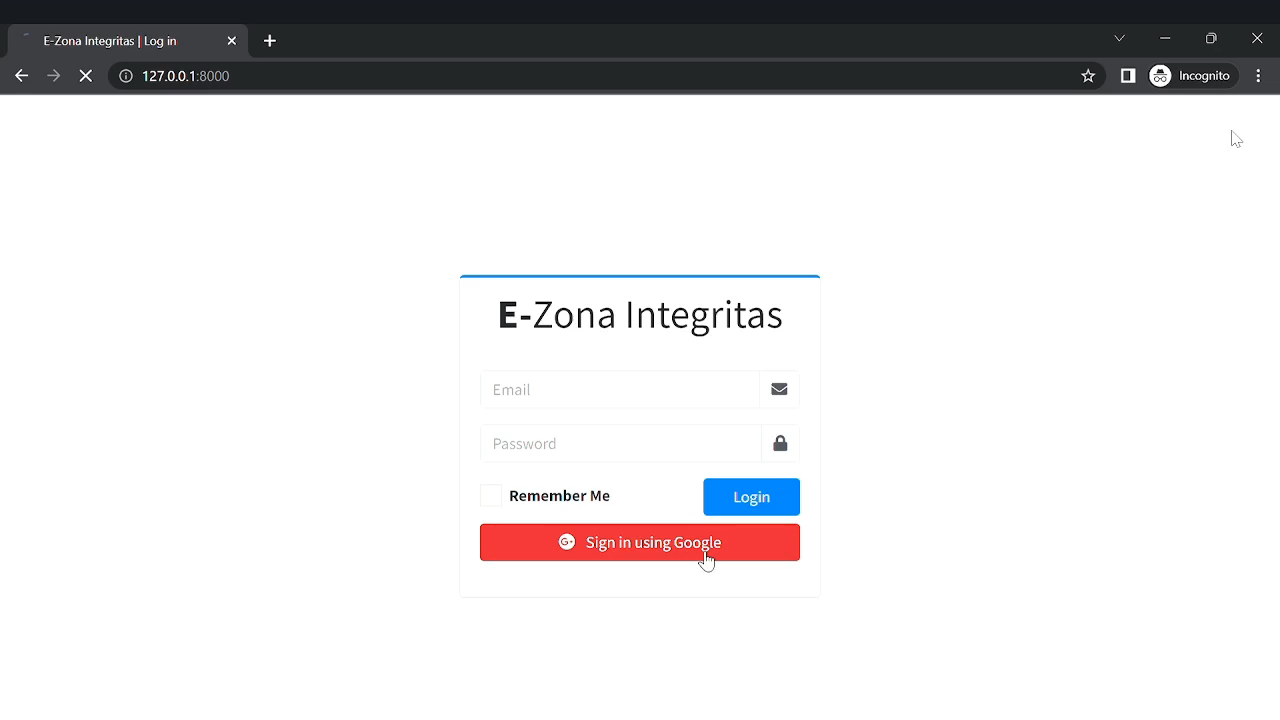 E-Zona Integritas | Log in
127.0.0.1:8000
Incognito
E-Zona Integritas
Email
Password
Remember Me
Login
G+ Sign in using Google